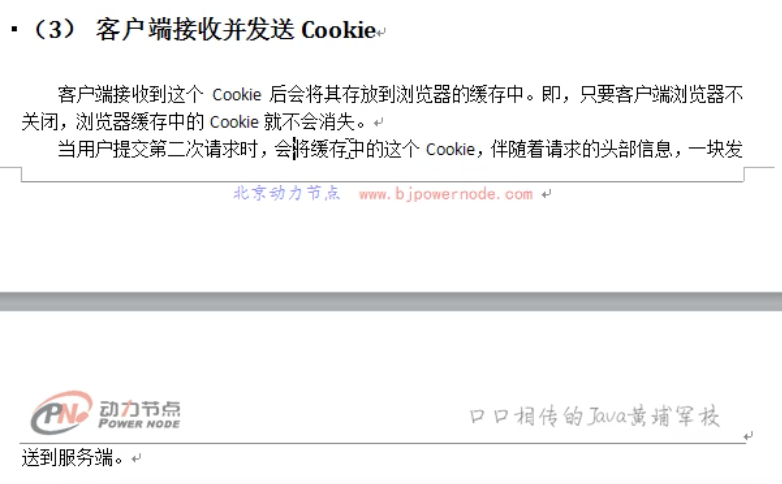 （3） 客户端接收并发送 Cookie
客户端接收到这个 Cookie 后会将其存放到浏览器的缓存中。即，只要客户端浏览器不
关闭，浏览器缓存中的 Cookie 就不会消失。
当用户提交第二次请求时，会将缓存中的这个 Cookie，伴随着请求的头部信息，一块发
北京动力节点 www.bjpowernode.com
PN 动力节点
POWER NODE
口口相传的Java黄埔军校
送到服务端。